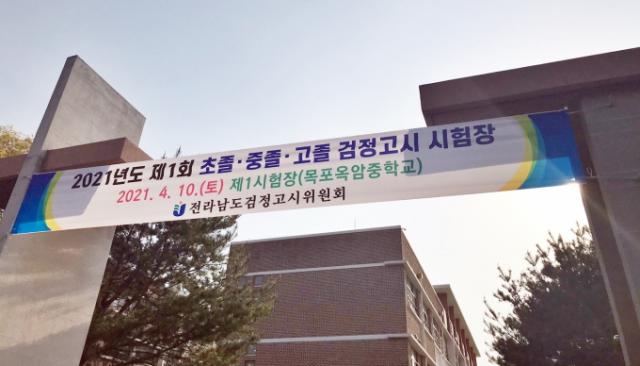 2021년도 제1회 초졸·중졸·고졸 검정고시 시험장
2021. 4. 10.(토) 제1시험장(목포옥암중학교)
전라남도검정고시위원회